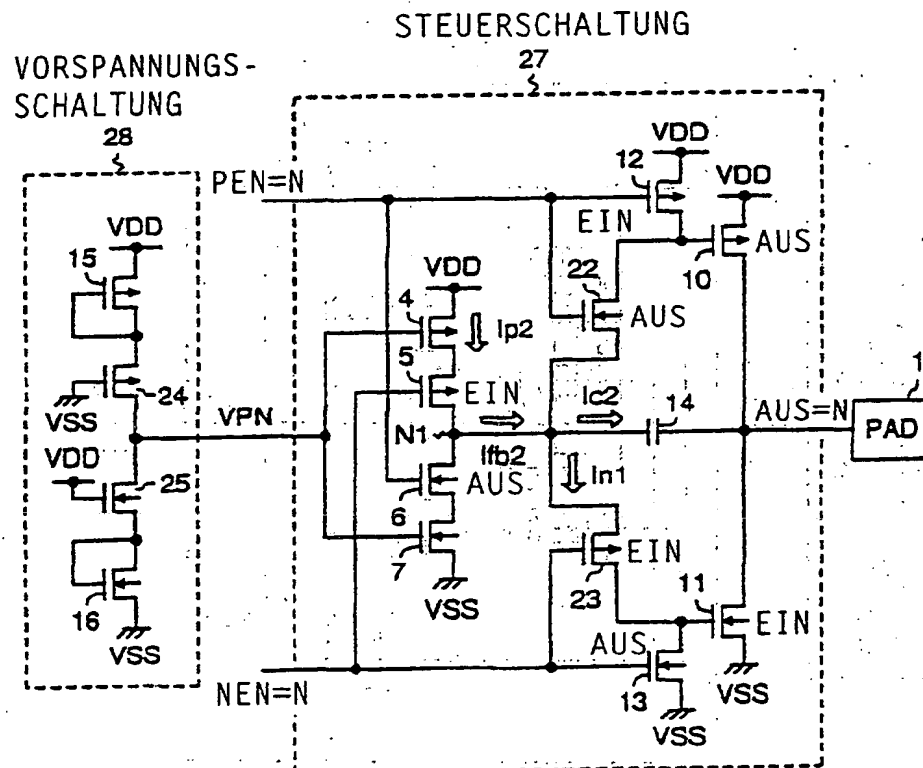 STEUERSCHALTUNG
27
VORSPANNUNGS-
SCHALTUNG
28
PEN=N
VDD
12
VDD
EIN
10
AUS
VDD
15
VDD
4
Ip2
22
AUS
5
EIN
VSS
24
VPN
N1
Ifb2
Ic2
14
AUS=N
1
PAD
VDD
25
6
AUS
In1
7
EIN
23
11
EIN
16
VSS
VSS
AUS
13
VSS
NEN=N
VSS